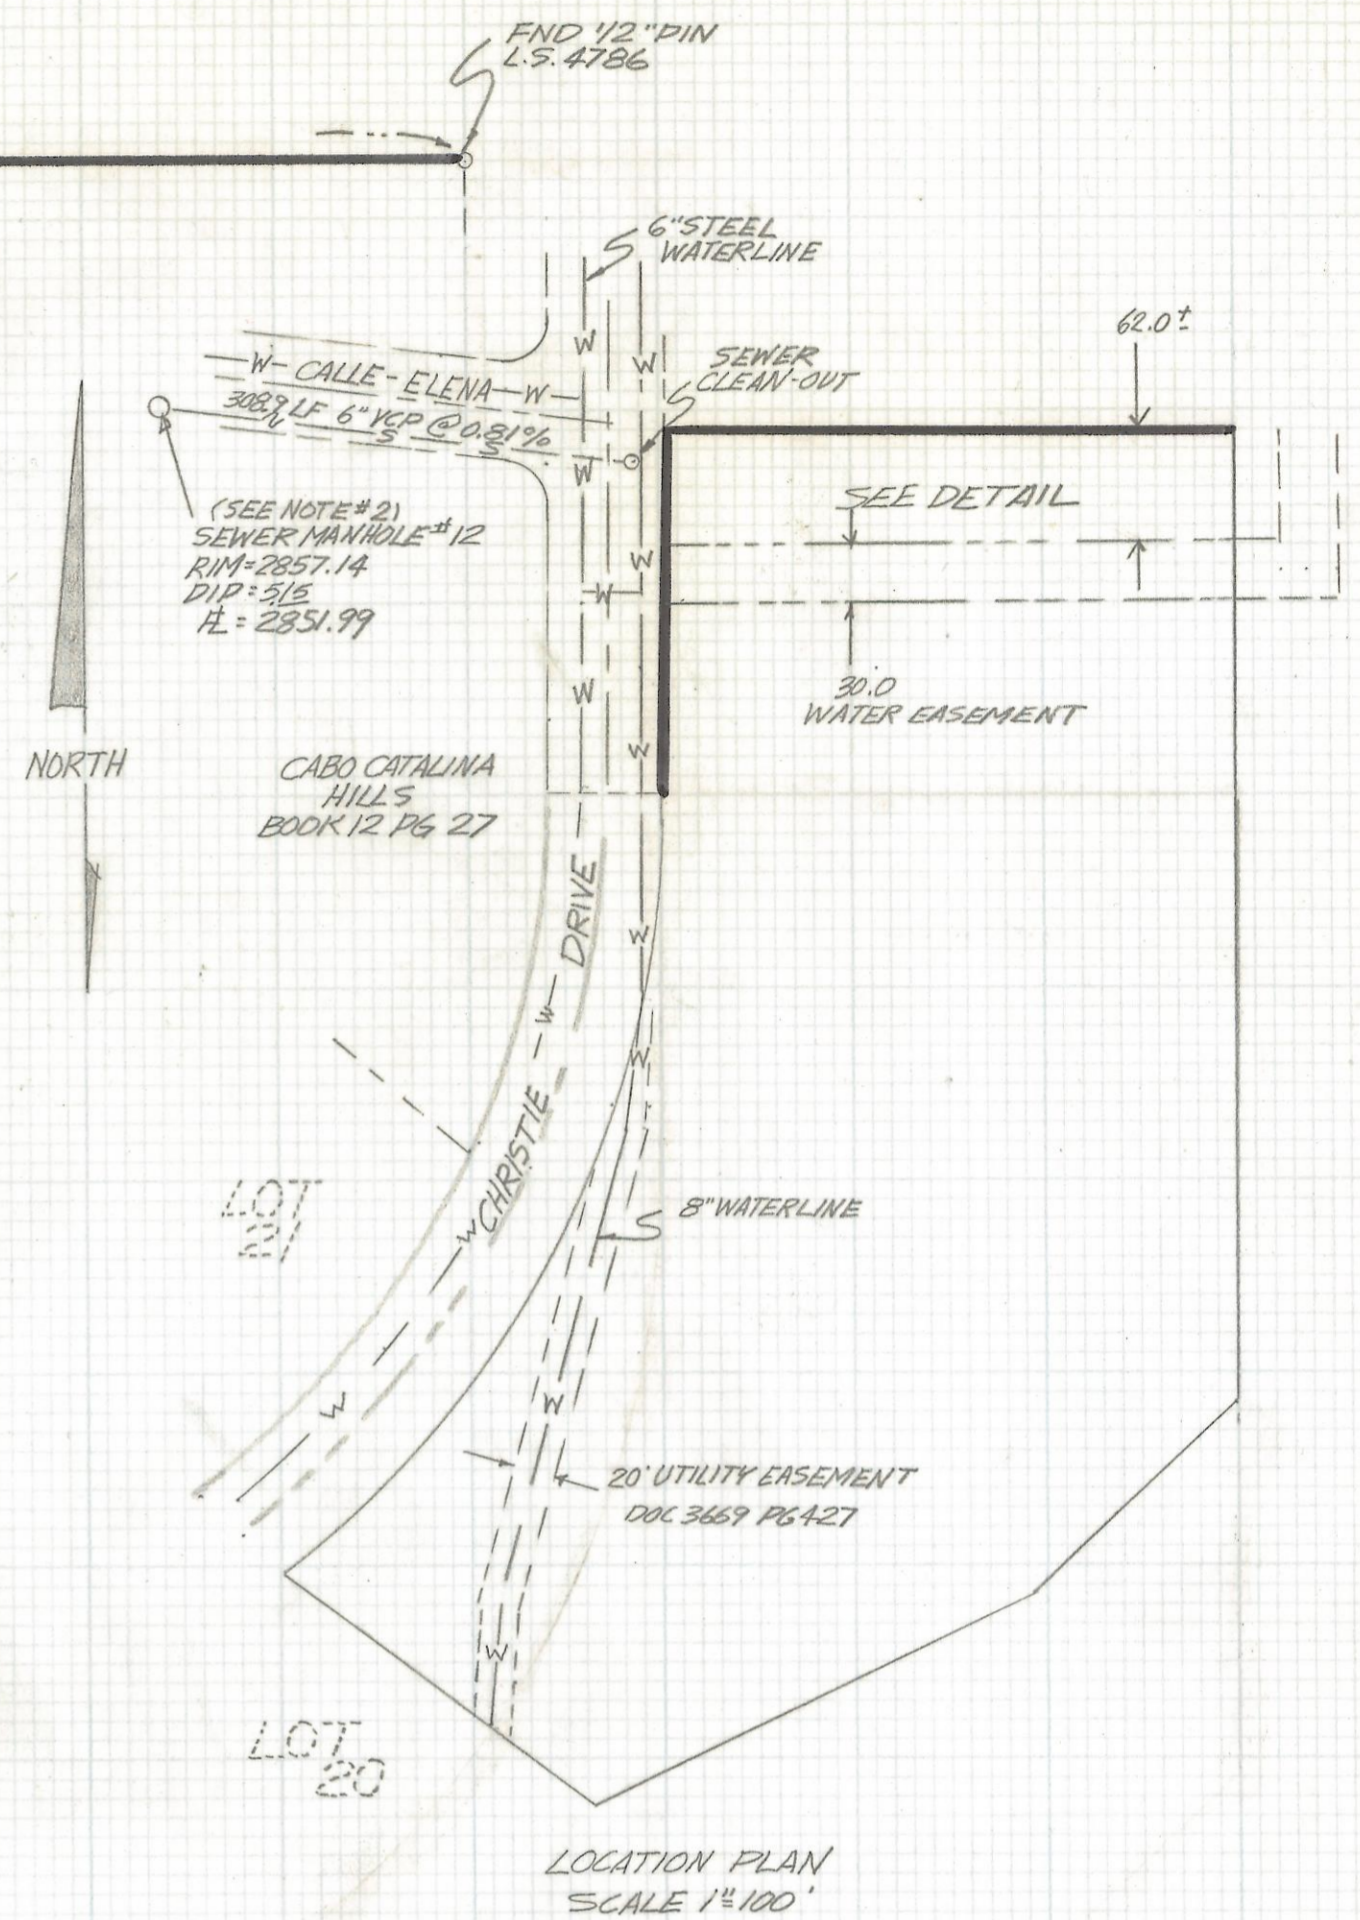 FND 1/2" PIN
L.S. 4786
6" STEEL
WATERLINE
62.0±
SEWER
CLEAN-OUT
W CALLE ELENA W
308.9 LF 6" VCP @ 0.81%
S S
W
W
W
SEE DETAIL
(SEE NOTE #2)
SEWER MANHOLE #12
RIM=2857.14
DIP=5.15
FL=2851.99
W
W
W
30.0
WATER EASEMENT
NORTH
W
CABO CATALINA
HILLS
BOOK 12 PG 27
W
W
W CHRISTIE W DRIVE
LOT
21
8" WATERLINE
W
W
20' UTILITY EASEMENT
DOC 3669 PG 427
W
LOT
20
LOCATION PLAN
SCALE 1"=100'